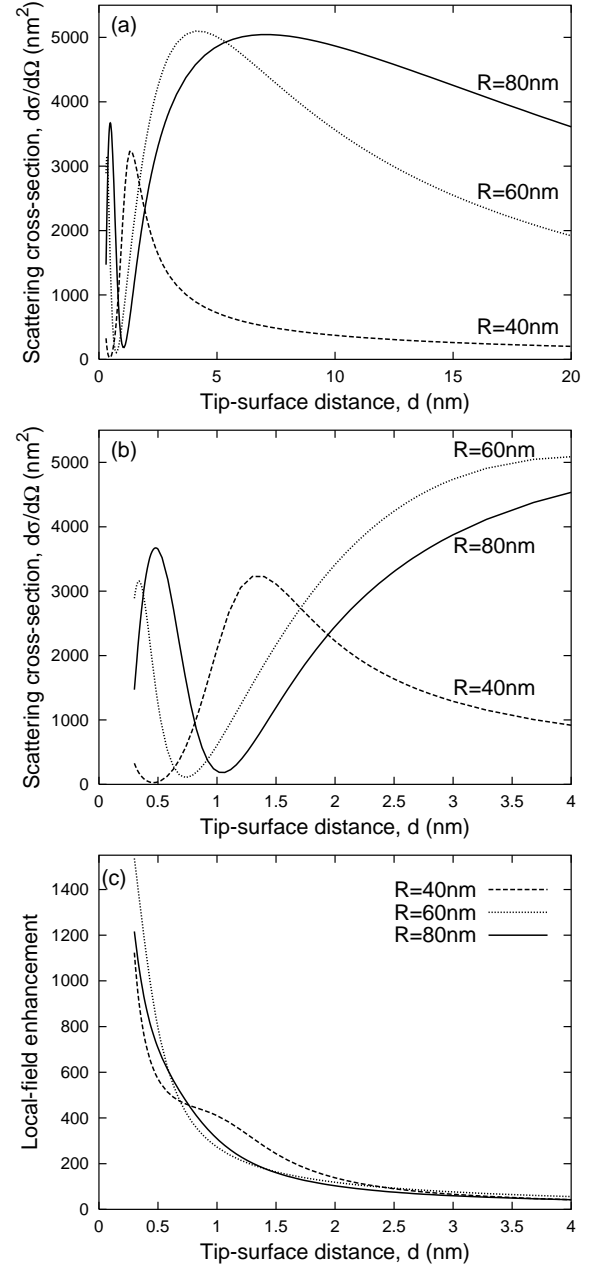 (a)
Scattering cross-section, dσ/dΩ (nm²)
5000
4000
3000
2000
1000
0
R=80nm
R=60nm
R=40nm
0 5 10 15 20
Tip-surface distance, d (nm)
(b)
Scattering cross-section, dσ/dΩ (nm²)
5000
4000
3000
2000
1000
0
R=60nm
R=80nm
R=40nm
0 0.5 1 1.5 2 2.5 3 3.5 4
Tip-surface distance, d (nm)
(c)
Local-field enhancement
1400
1200
1000
800
600
400
200
0
R=40nm
R=60nm
R=80nm
0 0.5 1 1.5 2 2.5 3 3.5 4
Tip-surface distance, d (nm)